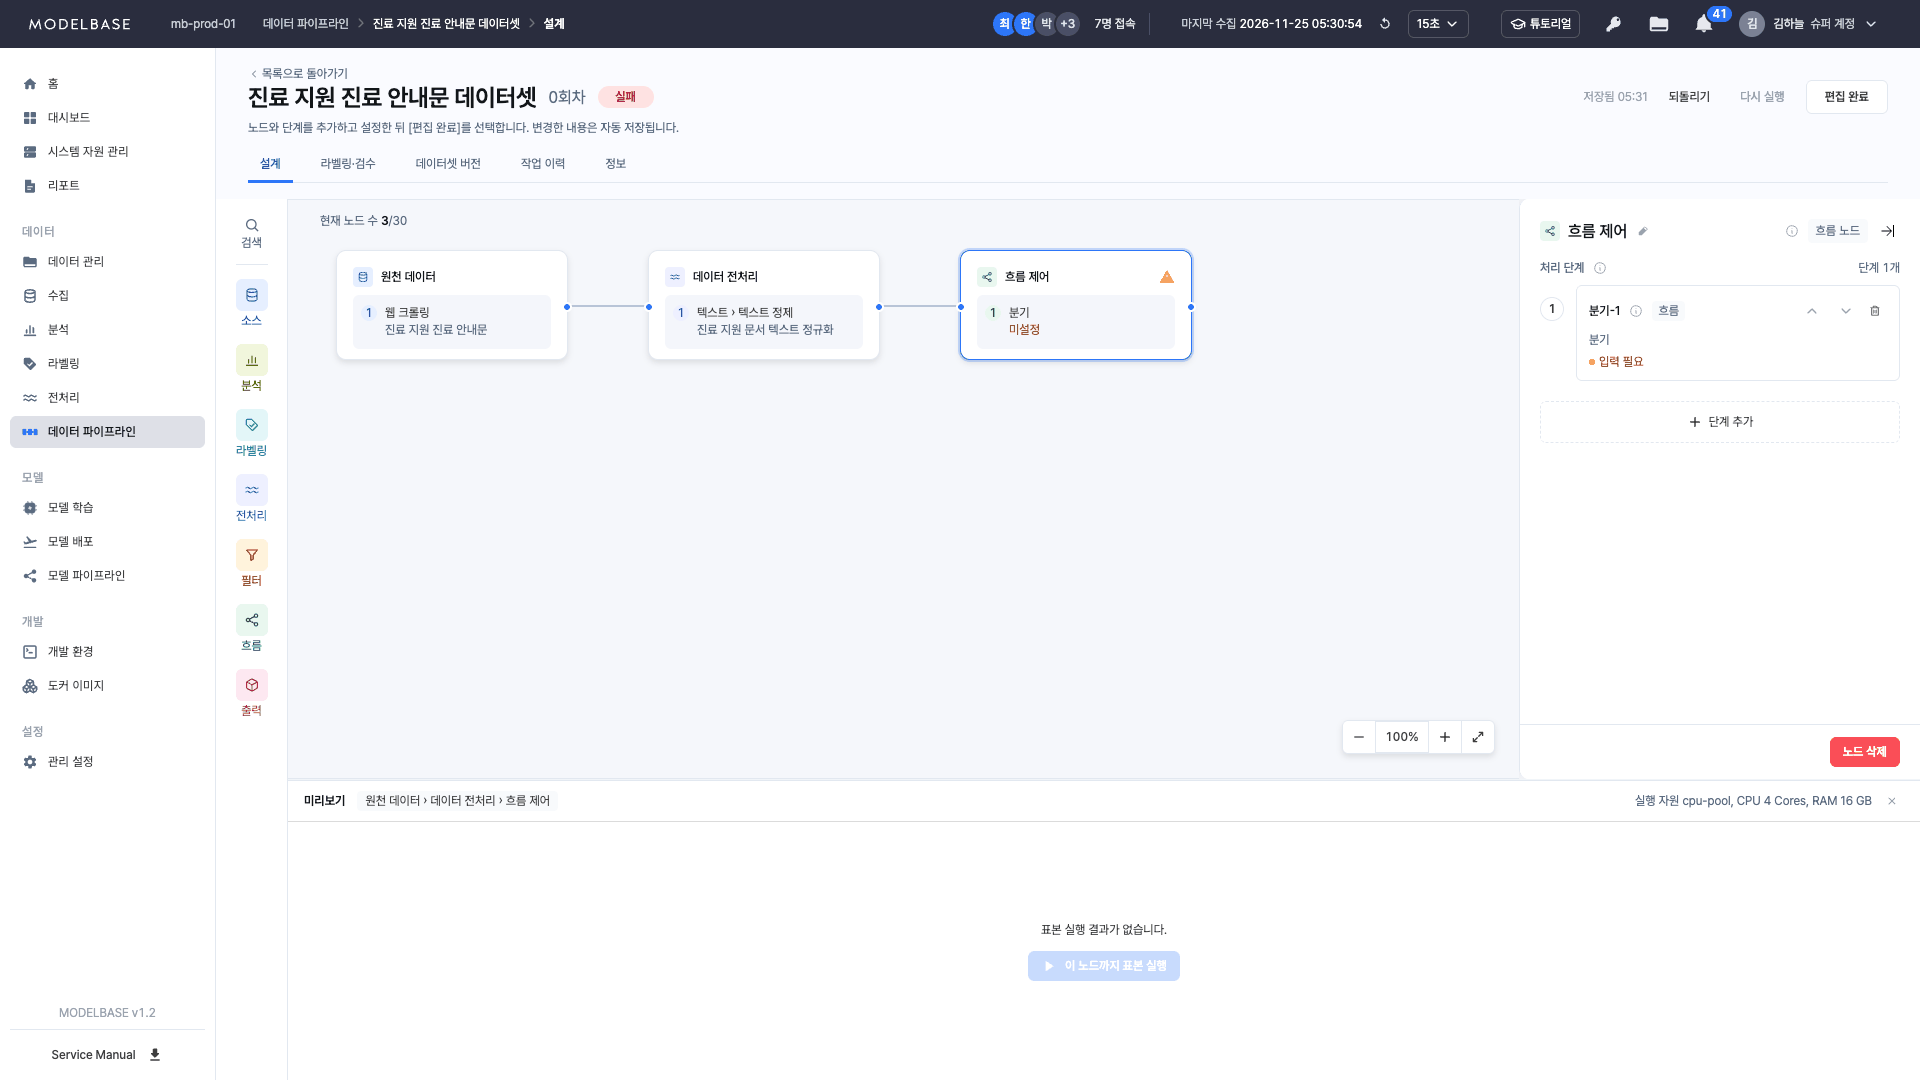 MODELBASE
mb-prod-01
데이터 파이프라인
진료 지원 진료 안내문 데이터셋
설계
최
한
박
+3
7명 접속
마지막 수집 2026-11-25 05:30:54
15초
튜토리얼
41
김
김하늘 슈퍼 계정
홈
대시보드
시스템 자원 관리
리포트
데이터
데이터 관리
수집
분석
라벨링
전처리
데이터 파이프라인
모델
모델 학습
모델 배포
모델 파이프라인
개발
개발 환경
도커 이미지
설정
관리 설정
MODELBASE v1.2
Service Manual
목록으로 돌아가기
진료 지원 진료 안내문 데이터셋 0회차 실패
저장됨 05:31
되돌리기
다시 실행
편집 완료
노드와 단계를 추가하고 설정한 뒤 [편집 완료]를 선택합니다. 변경한 내용은 자동 저장됩니다.
설계
라벨링·검수
데이터셋 버전
작업 이력
정보
검색
소스
분석
라벨링
전처리
필터
흐름
출력
현재 노드 수 3/30
원천 데이터
1 웹 크롤링
진료 지원 진료 안내문
데이터 전처리
1 텍스트 › 텍스트 정제
진료 지원 문서 텍스트 정규화
흐름 제어
1 분기
미설정
100%
흐름 제어
흐름 노드
처리 단계
단계 1개
1
분기-1
흐름
분기
입력 필요
단계 추가
노드 삭제
미리보기
원천 데이터 › 데이터 전처리 › 흐름 제어
실행 자원 cpu-pool, CPU 4 Cores, RAM 16 GB
표본 실행 결과가 없습니다.
이 노드까지 표본 실행